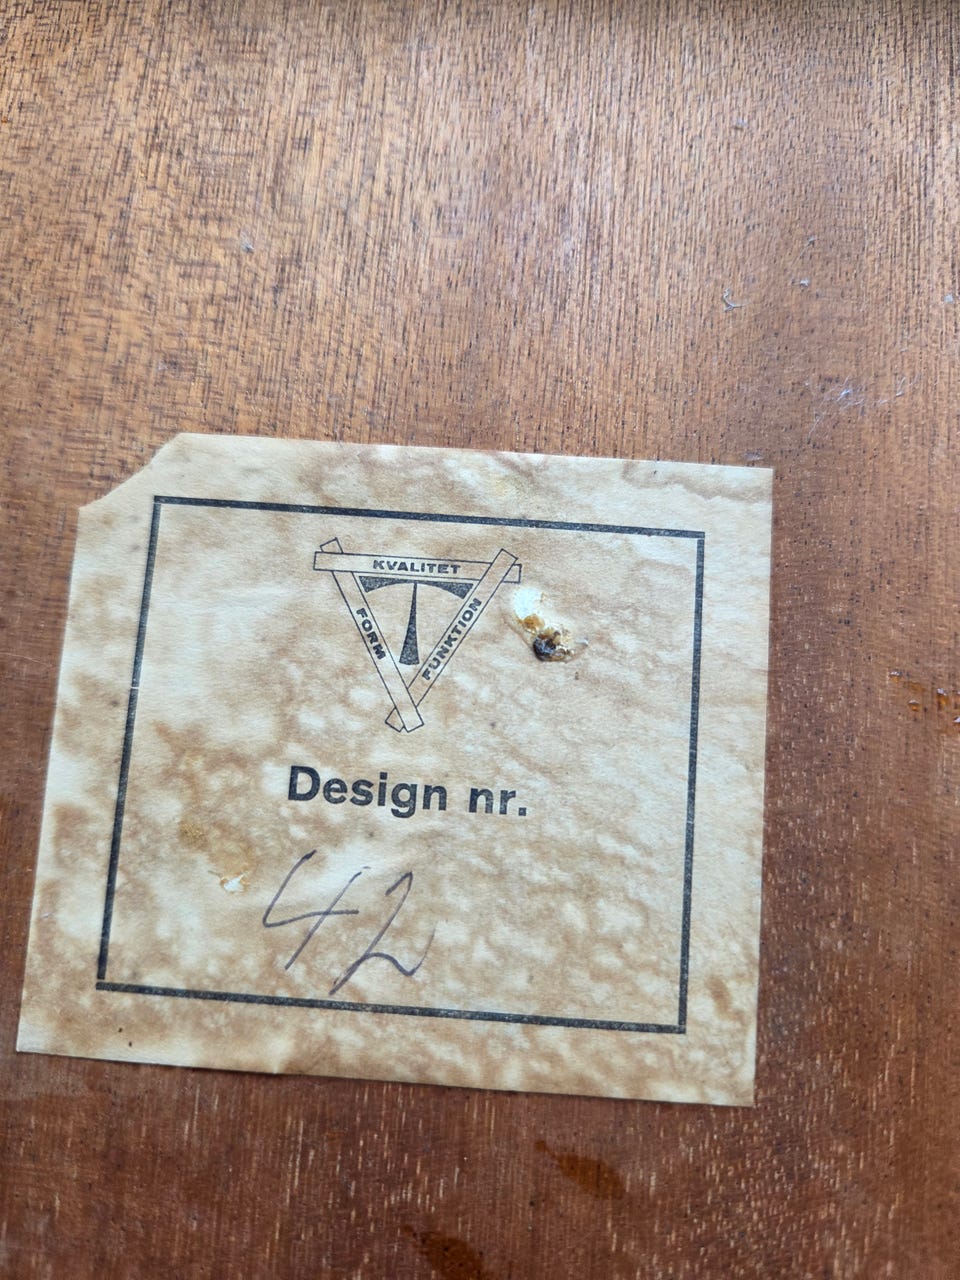 KVALITET
FORM
FUNKTION
Design nr.
42